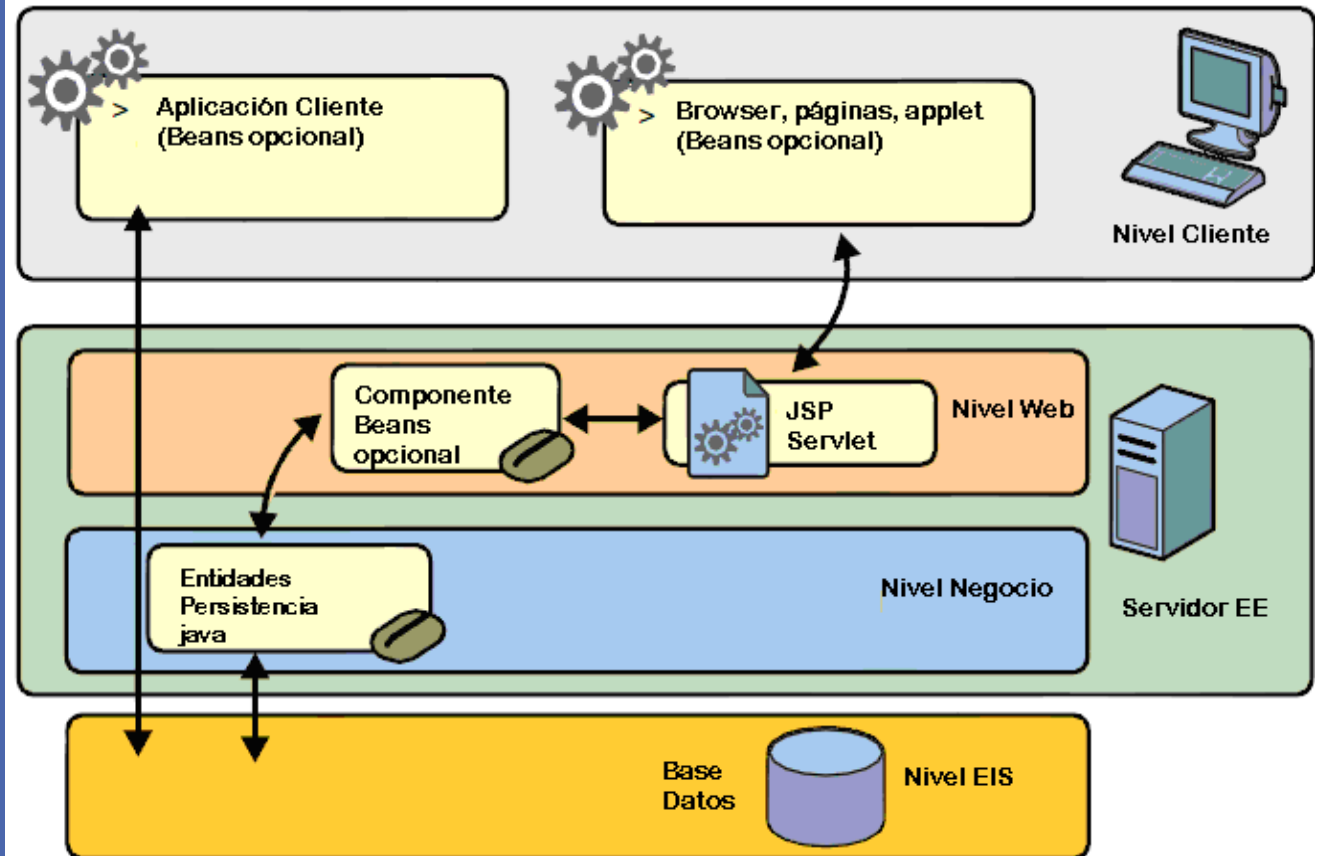 > Aplicación Cliente
(Beans opcional)
> Browser, páginas, applet
(Beans opcional)
Nivel Cliente
Componente
Beans
opcional
JSP
Servlet
Nivel Web
Entidades
Persistencia
java
Nivel Negocio
Servidor EE
Base
Datos
Nivel EIS